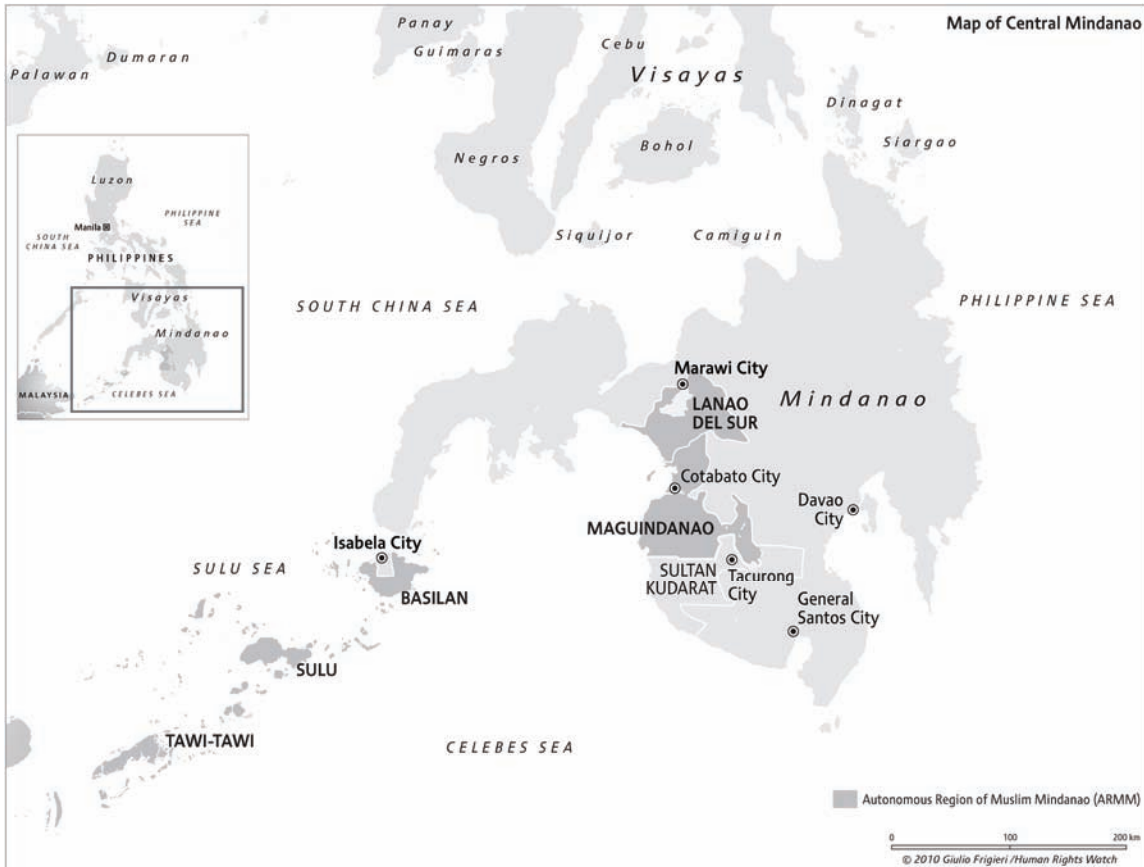 Map of Central Mindanao
Panay
Guimaras
Cebu
Visayas
Dumaran
Palawan
Dinagat
Siargao
Negros
Bohol
Siquijor
Camiguin
Luzon
PHILIPPINE
SEA
Manila
SOUTH
CHINA SEA
PHILIPPINES
Visayas
Mindanao
MALAYSIA
CELEBES SEA
SOUTH CHINA SEA
PHILIPPINE SEA
Marawi City
LANAO
DEL SUR
Mindanao
Cotabato City
Davao
City
MAGUINDANAO
Isabela City
SULU SEA
BASILAN
SULTAN
KUDARAT
Tacurong
City
General
Santos City
SULU
TAWI-TAWI
CELEBES SEA
Autonomous Region of Muslim Mindanao (ARMM)
0 100 200 km
© 2010 Giulio Frigieri /Human Rights Watch